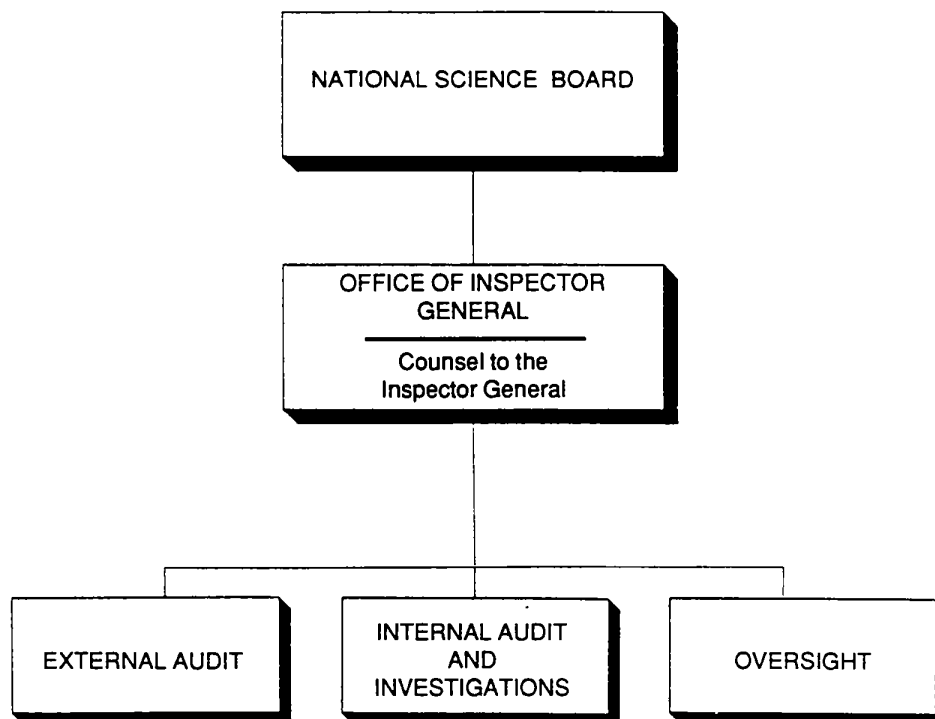 NATIONAL SCIENCE BOARD
OFFICE OF INSPECTOR
GENERAL
Counsel to the
Inspector General
EXTERNAL AUDIT
INTERNAL AUDIT
AND
INVESTIGATIONS
OVERSIGHT